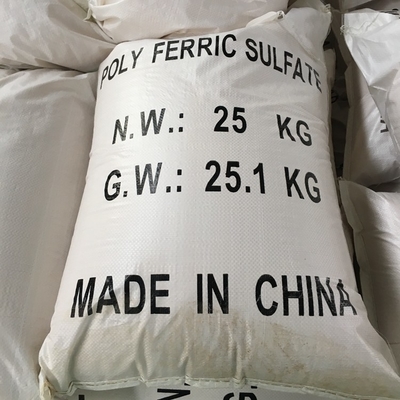 POLY FERRIC SULFATE
N.W.: 25 KG
G.W.: 25.1 KG
MADE IN CHINA